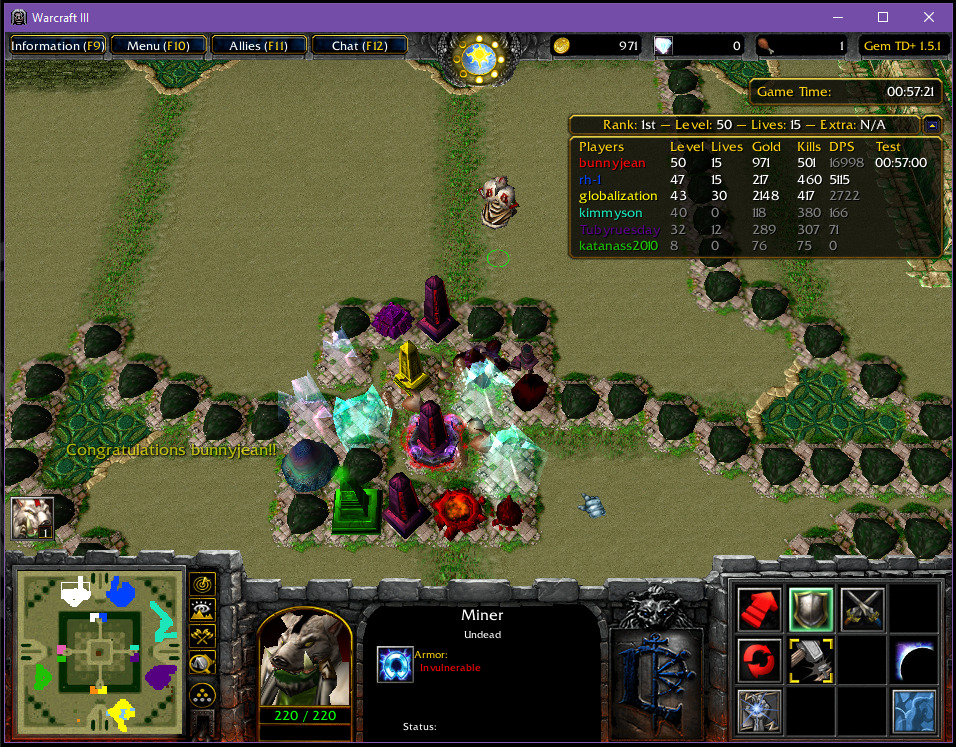 Warcraft III
Information (F9) Menu (F10) Allies (F11) Chat (F12) 971 0 1 Gem TD+ 1.5.1
Game Time: 00:57:21
Rank: 1st — Level: 50 — Lives: 15 — Extra: N/A
Players Level Lives Gold Kills DPS Test
bunnyjean 50 15 971 501 16998 00:57:00
rh-l 47 15 217 460 5115
globalization 43 30 2148 417 2722
kimmyson 40 0 118 380 166
Tubytuesday 32 12 289 307 71
katanass2010 8 0 76 75 0
Congratulations Bunnyjean!!
1
Miner
Undead
Armor:
Invulnerable
220 / 220
Status: